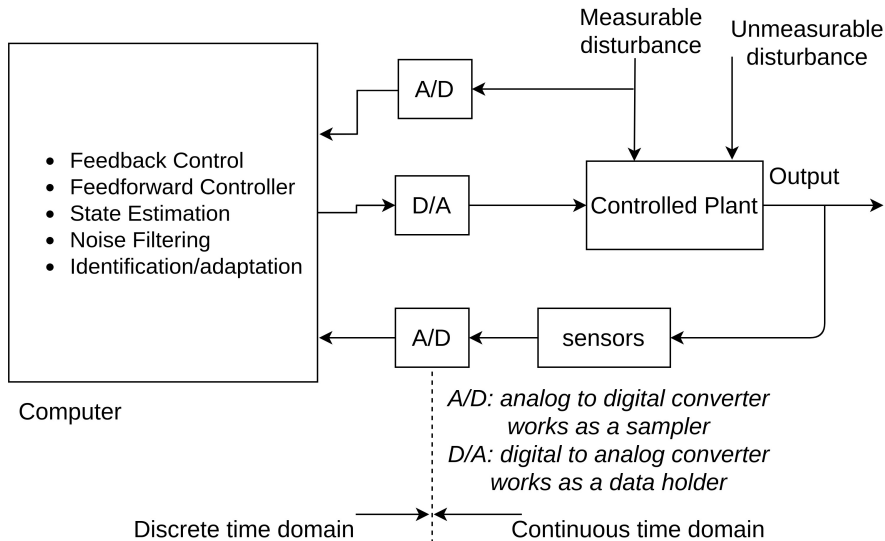 Measurable
disturbance
Unmeasurable
disturbance
A/D
• Feedback Control
• Feedforward Controller
• State Estimation
• Noise Filtering
• Identification/adaptation
D/A
Controlled Plant
Output
A/D
sensors
Computer
A/D: analog to digital converter
works as a sampler
D/A: digital to analog converter
works as a data holder
Discrete time domain
Continuous time domain